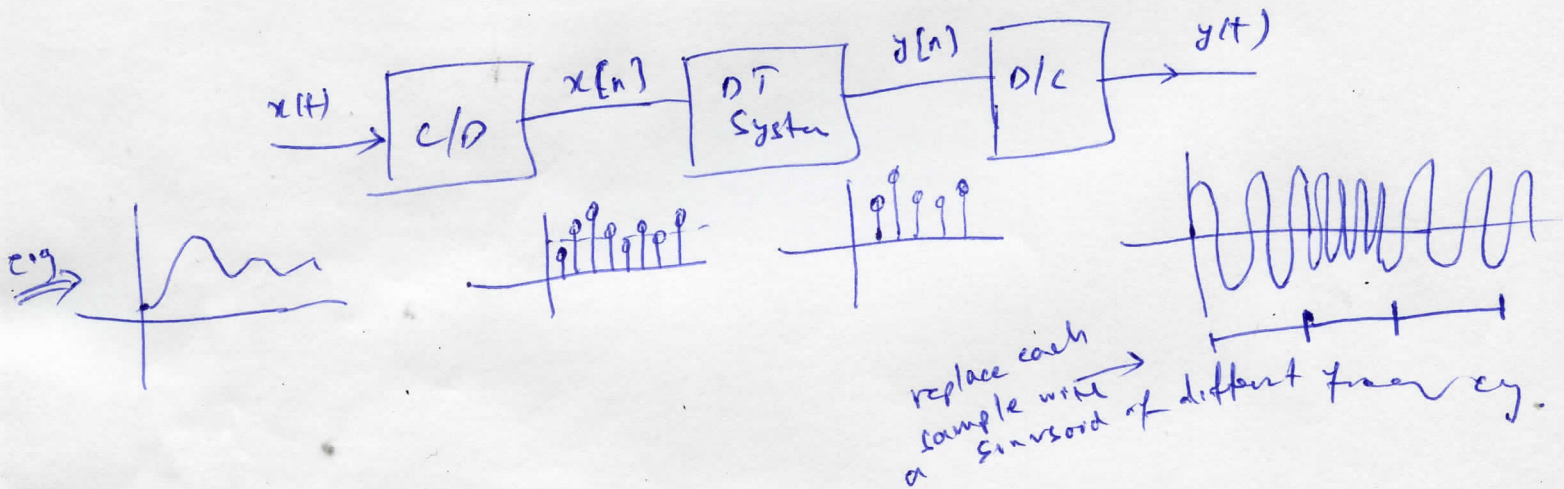 x(t)
C/D
x[n]
DT
System
y[n]
D/C
y(t)
e.g.
replace each
sample with
a sinusoid of different frequency.